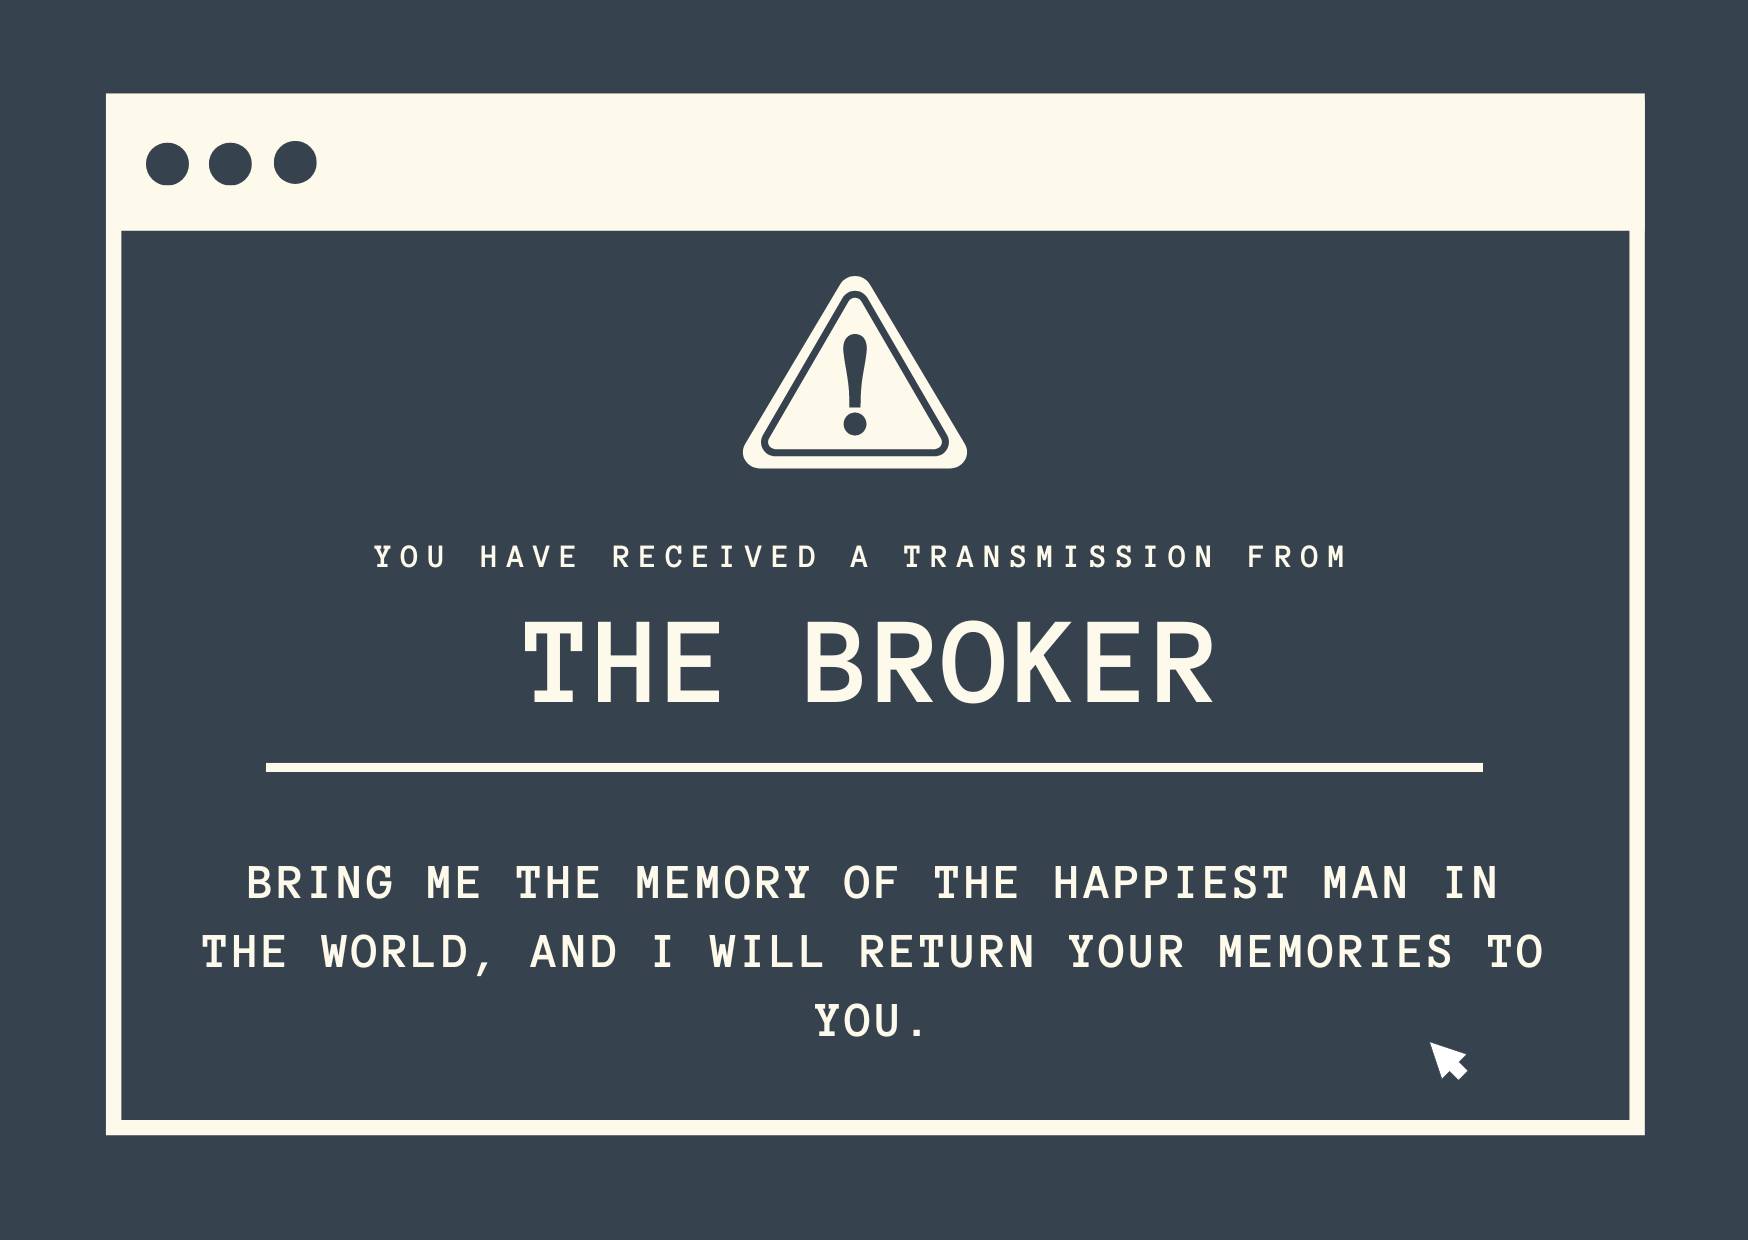 YOU HAVE RECEIVED A TRANSMISSION FROM
THE BROKER
BRING ME THE MEMORY OF THE HAPPIEST MAN IN
THE WORLD, AND I WILL RETURN YOUR MEMORIES TO
YOU.